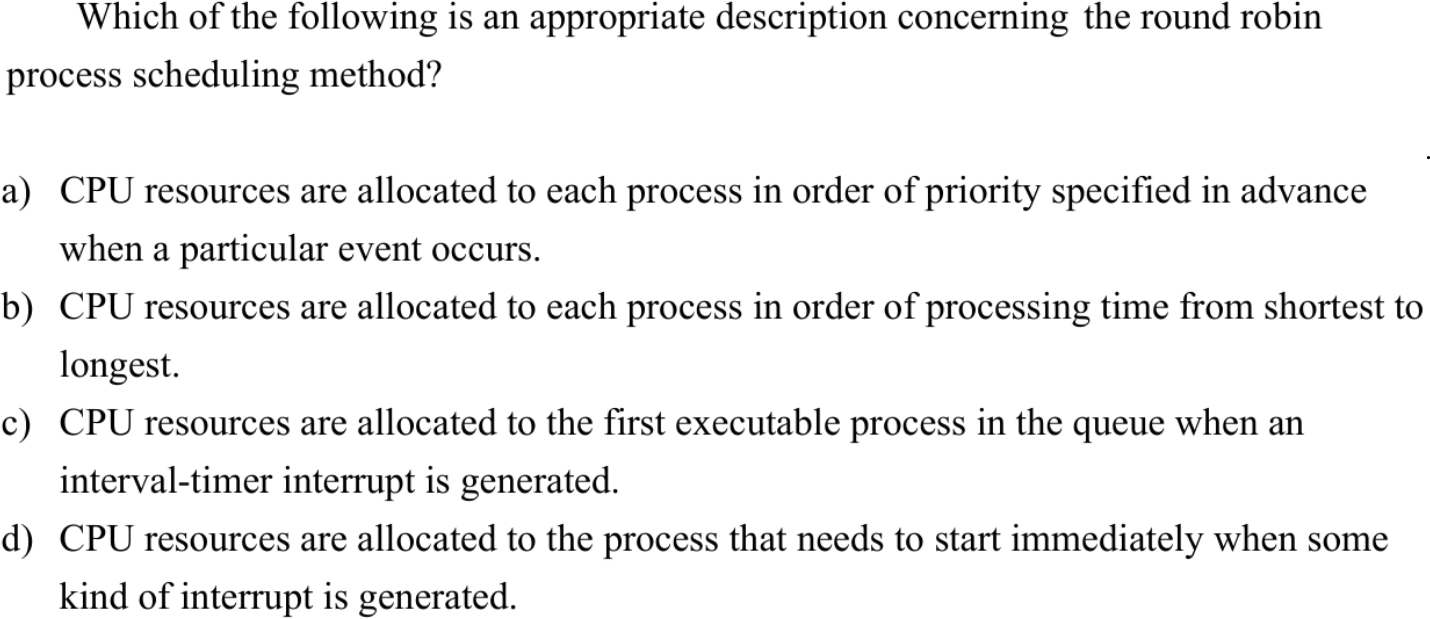 Which of the following is an appropriate description concerning the round robin
process scheduling method?
a) CPU resources are allocated to each process in order of priority specified in advance
when a particular event occurs.
b) CPU resources are allocated to each process in order of processing time from shortest to
longest.
c) CPU resources are allocated to the first executable process in the queue when an
interval-timer interrupt is generated.
d) CPU resources are allocated to the process that needs to start immediately when some
kind of interrupt is generated.